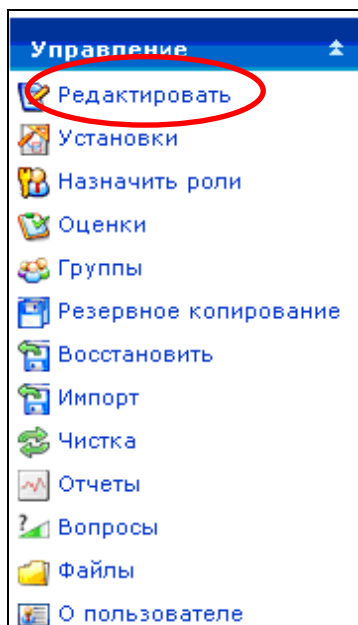 Управление
Редактировать
Установки
Назначить роли
Оценки
Группы
Резервное копирование
Восстановить
Импорт
Чистка
Отчеты
Вопросы
Файлы
О пользователе